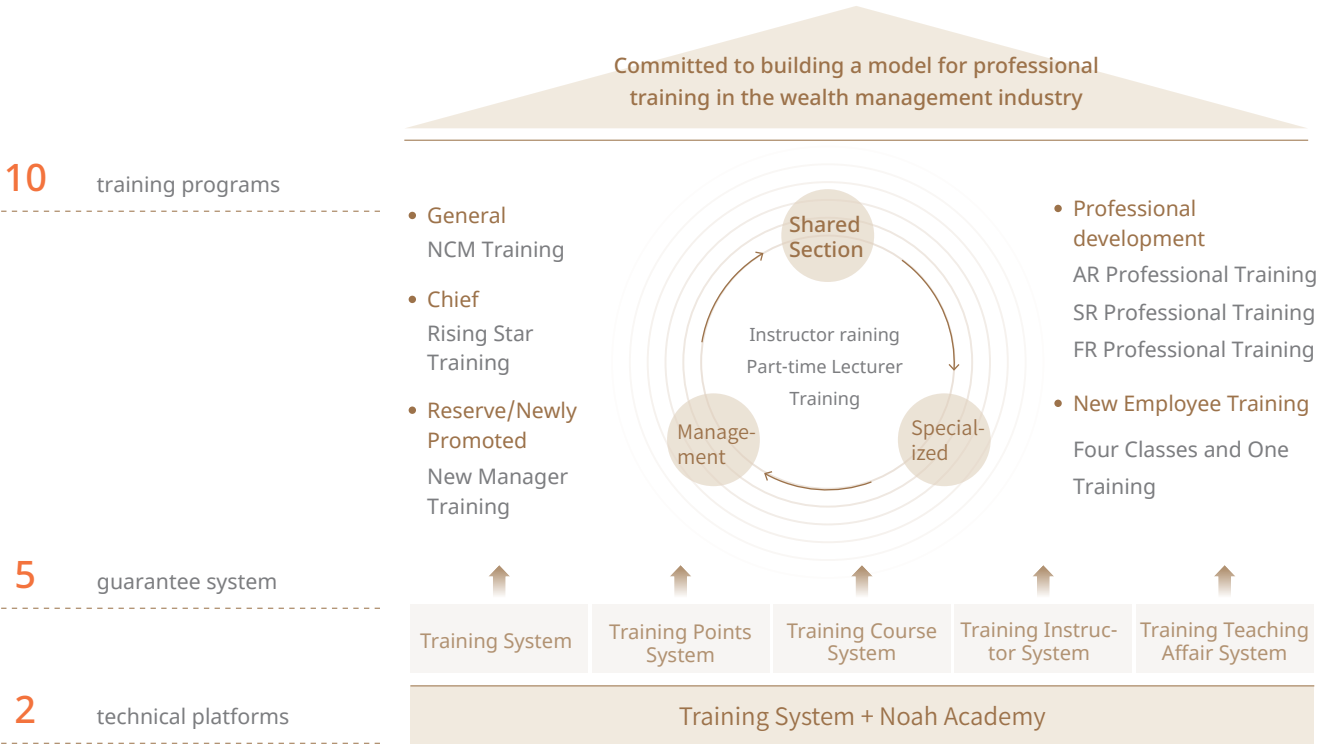 Committed to building a model for professional
training in the wealth management industry
10
training programs
• General
NCM Training
• Chief
Rising Star
Training
• Reserve/Newly
Promoted
New Manager
Training
Shared
Section
Instructor raining
Part-time Lecturer
Training
Manage-
ment
Special-
ized
• Professional
development
AR Professional Training
SR Professional Training
FR Professional Training
• New Employee Training
Four Classes and One
Training
5
guarantee system
Training System
Training Points
System
Training Course
System
Training Instruc-
tor System
Training Teaching
Affair System
2
technical platforms
Training System + Noah Academy